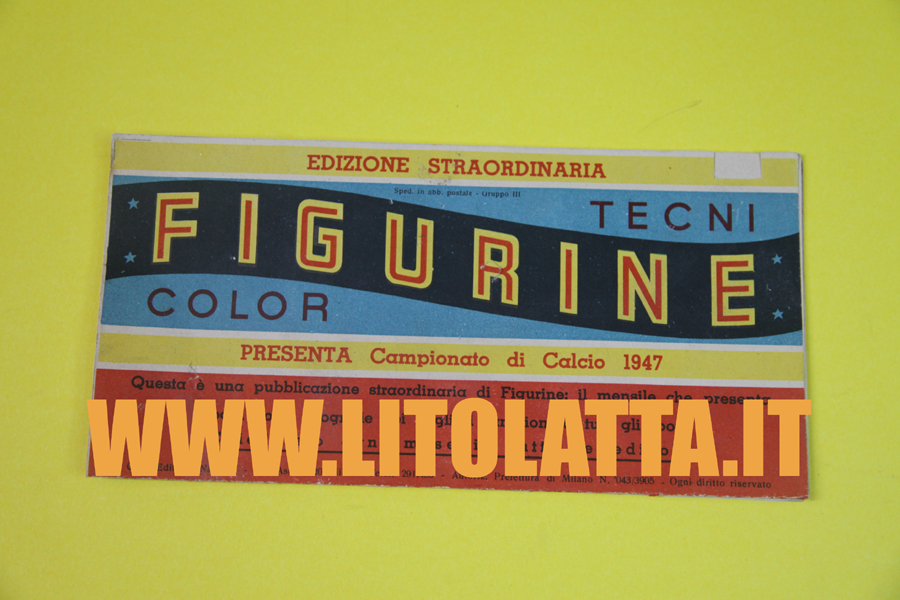 EDIZIONE STRAORDINARIA
Sped. in abb. postale - Gruppo III
TECNI
FIGURINE
COLOR
PRESENTA Campionato di Calcio 1947
Questa è una pubblicazione straordinaria di Figurine: il mensile che presenta
WWW.LITOLATTA.IT
Prefettura di Milano N. 043/3905 - Ogni diritto riservato